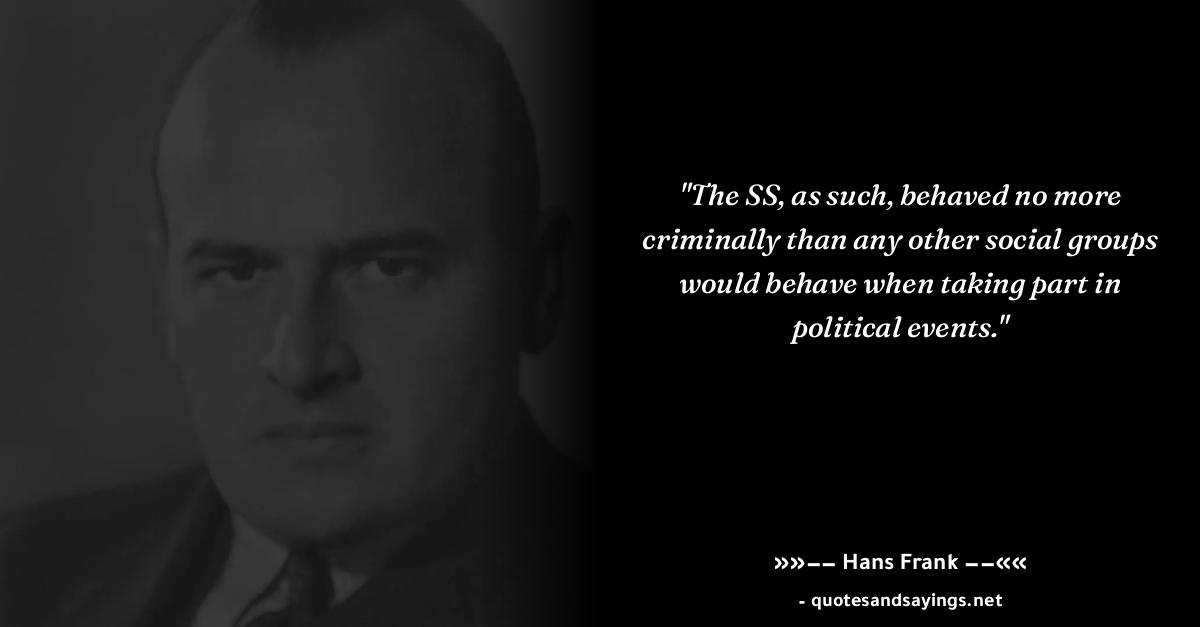 "The SS, as such, behaved no more
criminally than any other social groups
would behave when taking part in
political events."
»»−− Hans Frank −−««
- quotesandsayings.net